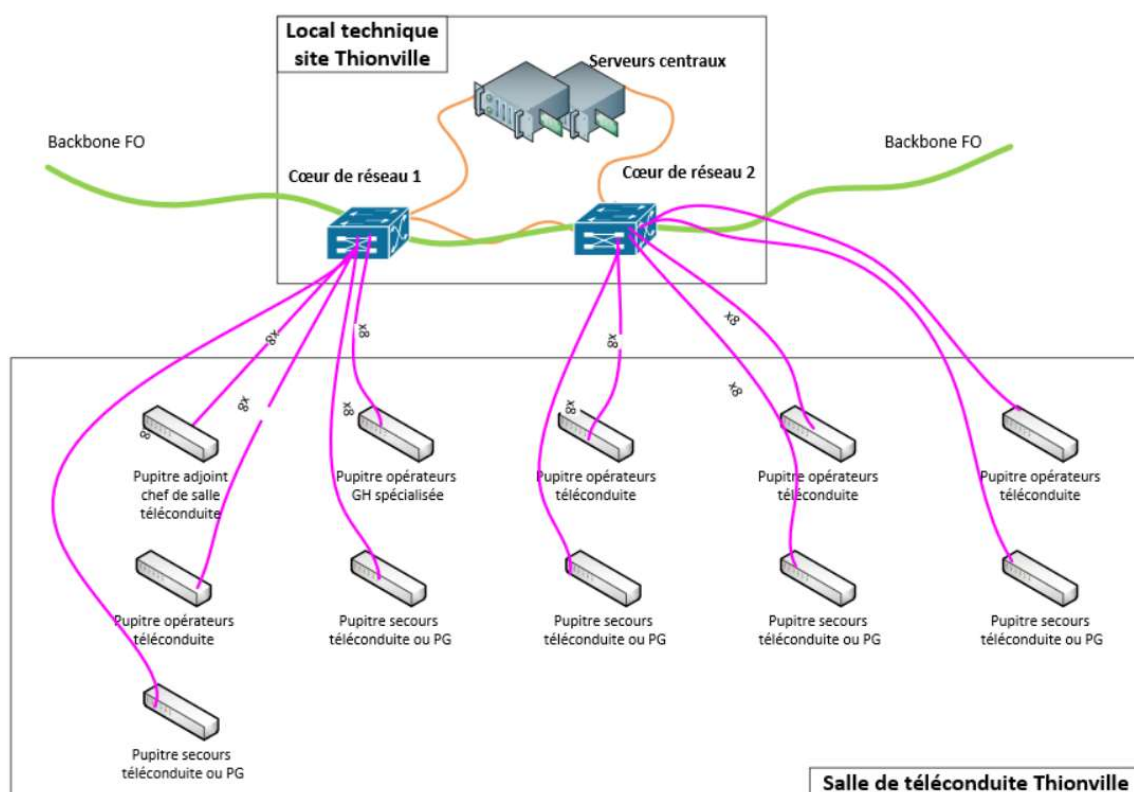 Local technique
site Thionville
Serveurs centraux
Backbone FO
Backbone FO
Cœur de réseau 1
Cœur de réseau 2
x8
x8
x8
x8
x8
x8
x8
x8
8
Pupitre adjoint
chef de salle
téléconduite
Pupitre opérateurs
GH spécialisée
Pupitre opérateurs
téléconduite
Pupitre opérateurs
téléconduite
Pupitre opérateurs
téléconduite
Pupitre opérateurs
téléconduite
Pupitre secours
téléconduite ou PG
Pupitre secours
téléconduite ou PG
Pupitre secours
téléconduite ou PG
Pupitre secours
téléconduite ou PG
Pupitre secours
téléconduite ou PG
Salle de téléconduite Thionville